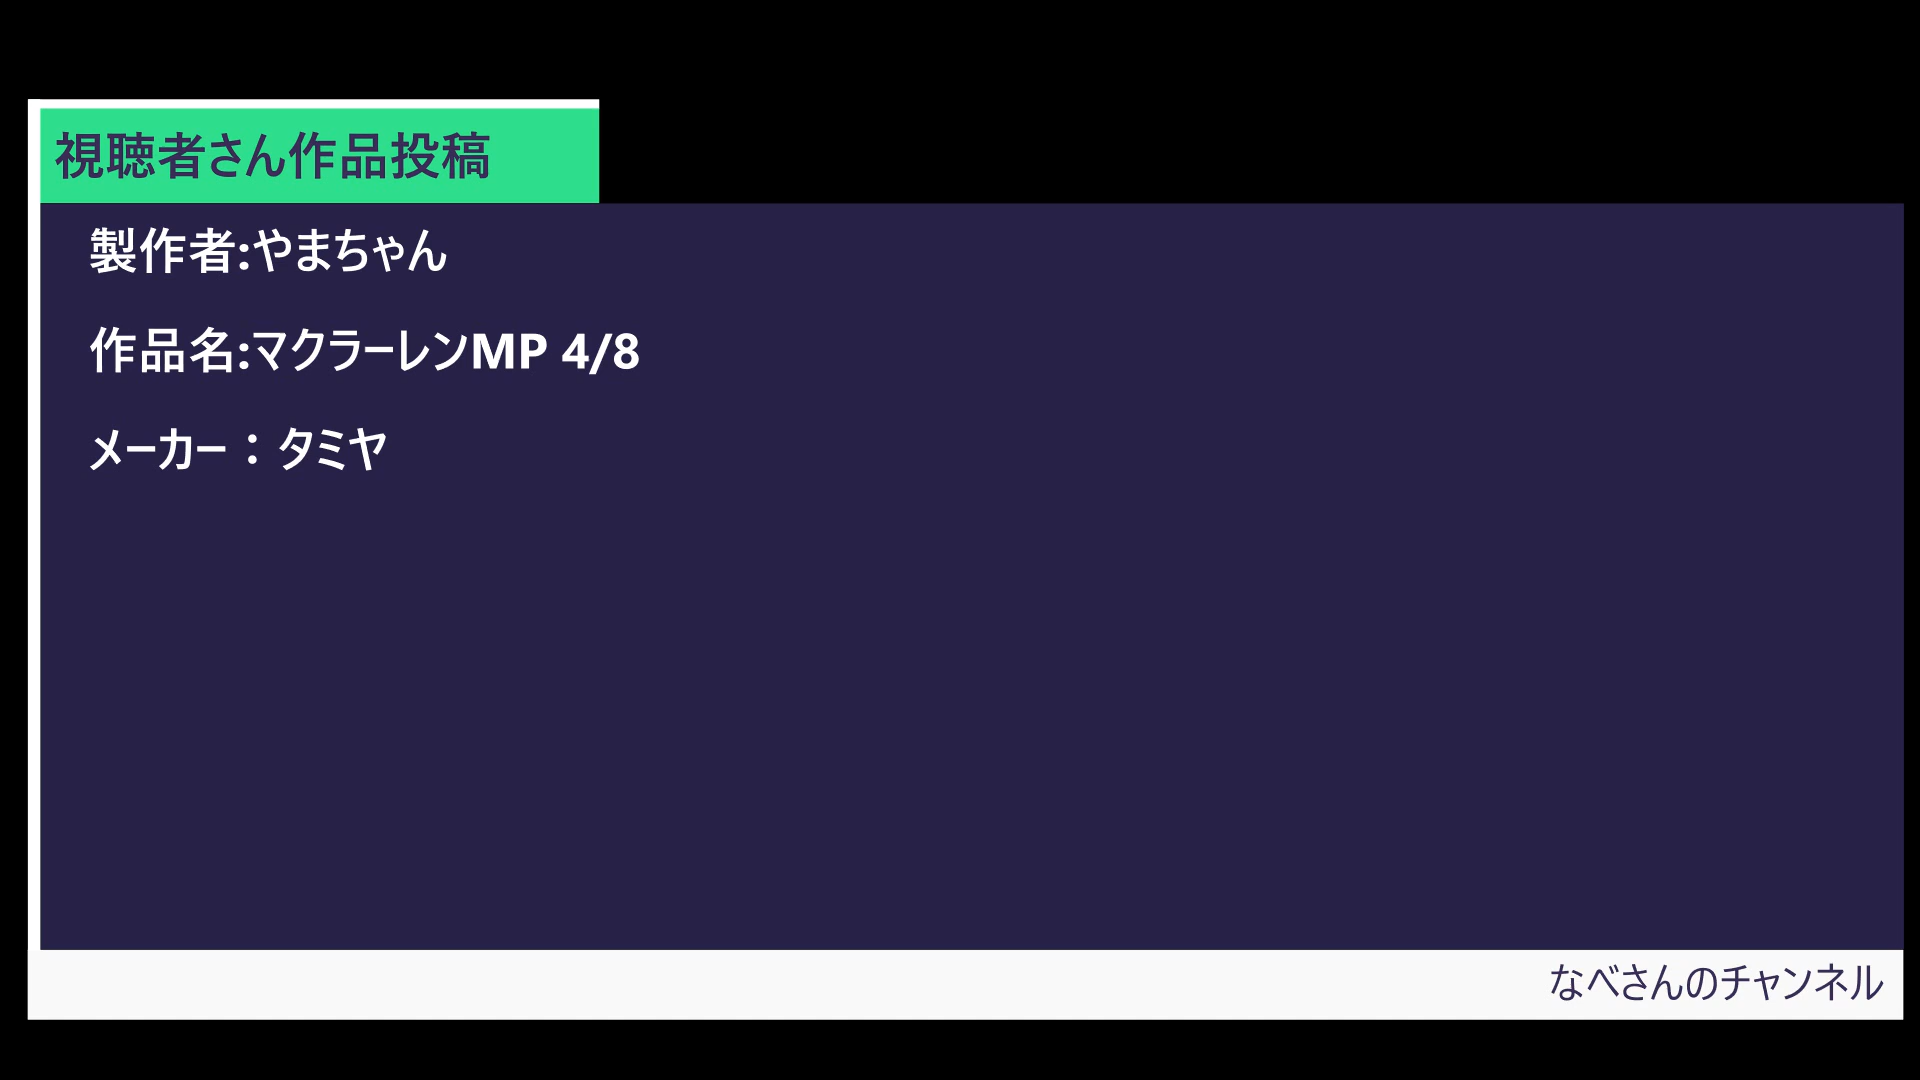 視聴者さん作品投稿
製作者:やまちゃん
作品名:マクラーレンMP 4/8
メーカー：タミヤ
なべさんのチャンネル